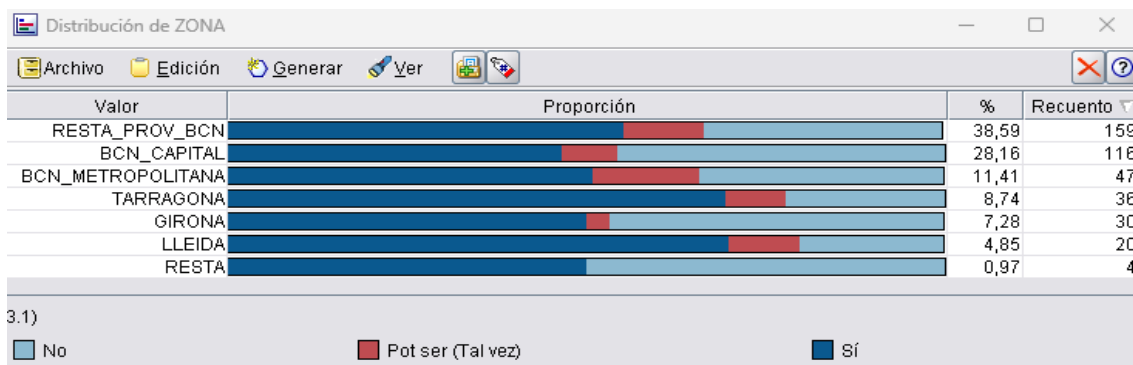 Distribución de ZONA
Archivo Edición Generar Ver
Valor Proporción % Recuento
RESTA_PROV_BCN 38,59 159
BCN_CAPITAL 28,16 116
BCN_METROPOLITANA 11,41 47
TARRAGONA 8,74 36
GIRONA 7,28 30
LLEIDA 4,85 20
RESTA 0,97 4
3.1)
No Pot ser (Tal vez) Sí